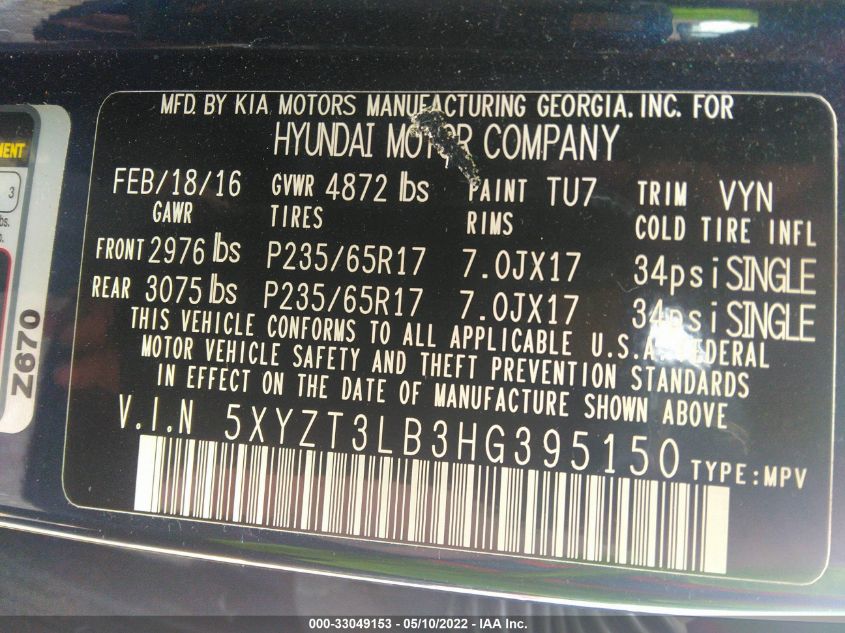 MFD. BY KIA MOTORS MANUFACTURING GEORGIA. INC. FOR
HYUNDAI MOTOR COMPANY
FEB/18/16 GVWR 4872 lbs PAINT TU7 TRIM VYN
GAWR TIRES RIMS COLD TIRE INFL
FRONT 2976 lbs P235/65R17 7.0JX17 34psi SINGLE
REAR 3075 lbs P235/65R17 7.0JX17 34psi SINGLE
THIS VEHICLE CONFORMS TO ALL APPLICABLE U.S.A. FEDERAL
MOTOR VEHICLE SAFETY AND THEFT PREVENTION STANDARDS
IN EFFECT ON THE DATE OF MANUFACTURE SHOWN ABOVE
V.I.N 5XYZT3LB3HG395150 TYPE:MPV
MENT
3
bs.
Z670
000-33049153 - 05/10/2022 - IAA Inc.